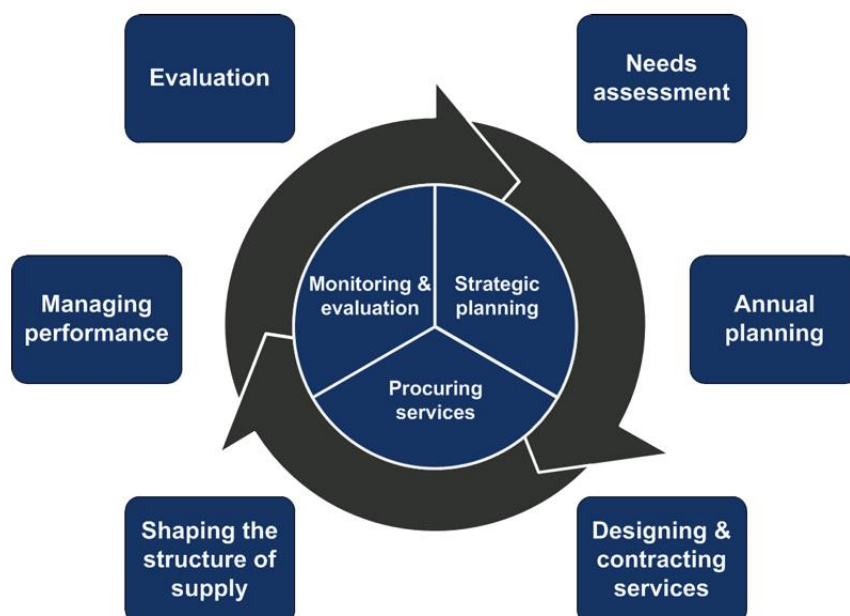 Evaluation
Needs
assessment
Monitoring &
evaluation
Strategic
planning
Managing
performance
Annual
planning
Procuring
services
Shaping the
structure of
supply
Designing &
contracting
services